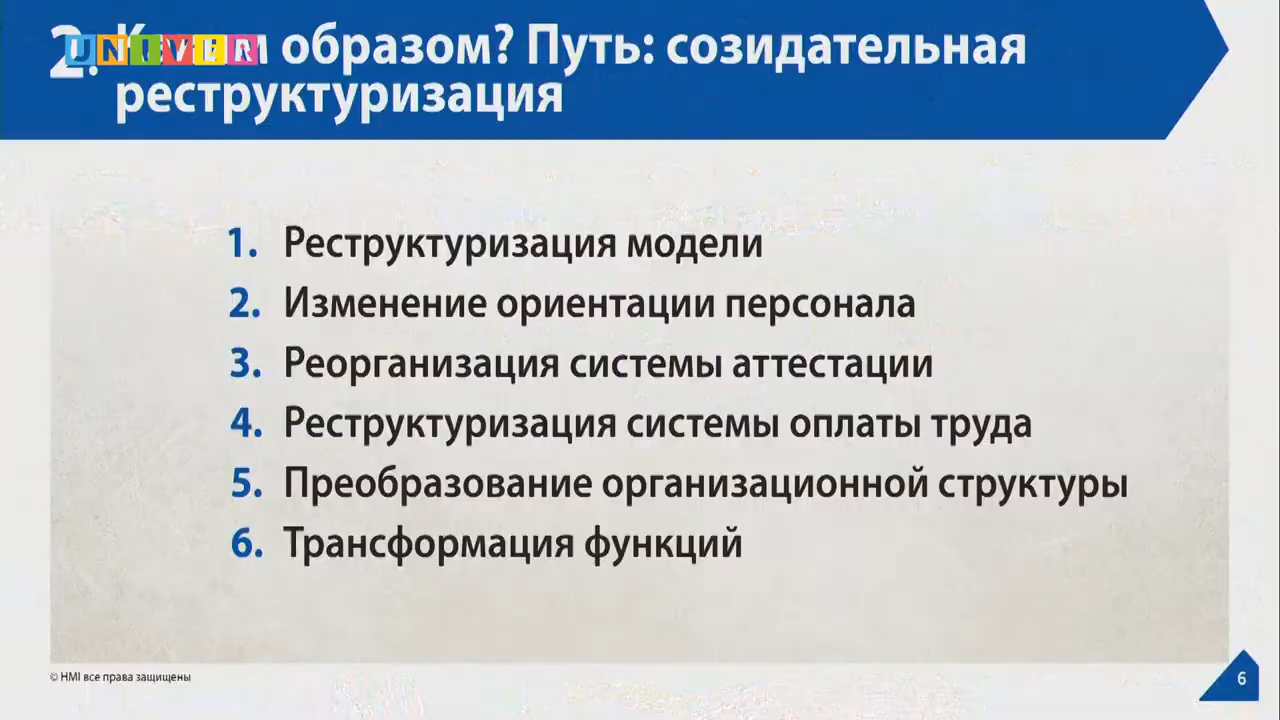 UNIVER
2. образом? Путь: созидательная
реструктуризация
1. Реструктуризация модели
2. Изменение ориентации персонала
3. Реорганизация системы аттестации
4. Реструктуризация системы оплаты труда
5. Преобразование организационной структуры
6. Трансформация функций
© HMI все права защищены
6